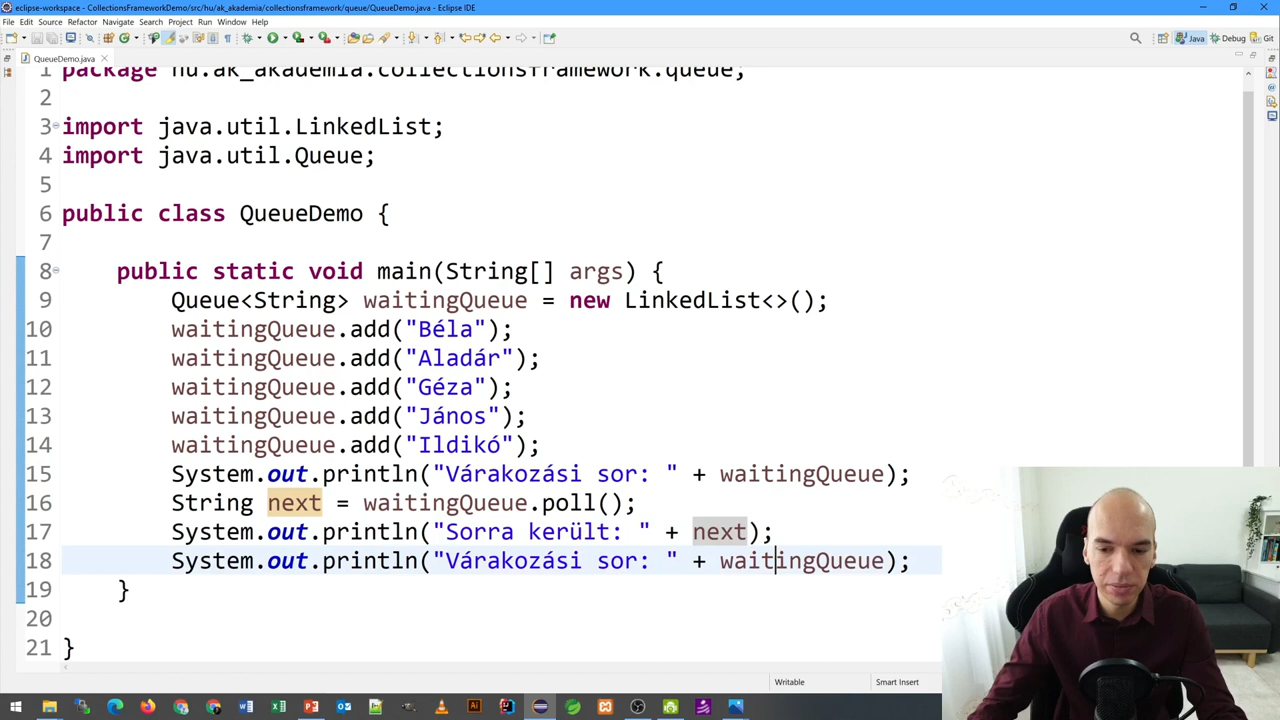 eclipse-workspace - CollectionsFrameworkDemo/src/hu/ak_akademia/collectionsframework/queue/QueueDemo.java - Eclipse IDE
File Edit Source Refactor Navigate Search Project Run Window Help
Java Debug Git
QueueDemo.java
1 package hu.ak_akademia.collectionsframework.queue;
2
3 import java.util.LinkedList;
4 import java.util.Queue;
5
6 public class QueueDemo {
7
8 public static void main(String[] args) {
9 Queue<String> waitingQueue = new LinkedList<>();
10 waitingQueue.add("Béla");
11 waitingQueue.add("Aladár");
12 waitingQueue.add("Géza");
13 waitingQueue.add("János");
14 waitingQueue.add("Ildikó");
15 System.out.println("Várakozási sor: " + waitingQueue);
16 String next = waitingQueue.poll();
17 System.out.println("Sorra került: " + next);
18 System.out.println("Várakozási sor: " + waitingQueue);
19 }
20
21 }
Writable Smart Insert